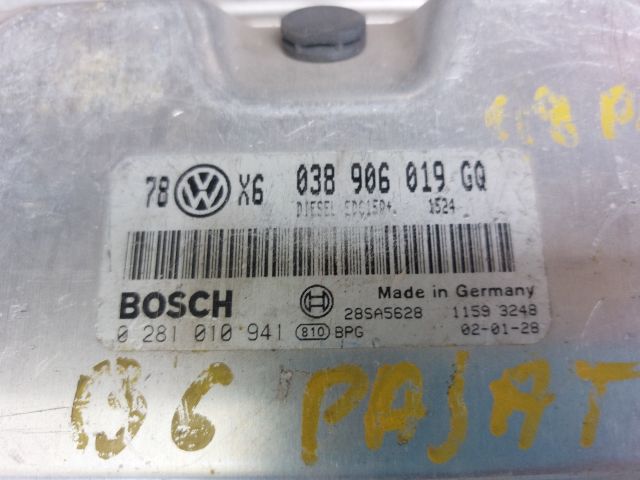 78 VW X6 038 906 019 GQ
DIESEL EDC15P+ 1524
BOSCH
Made in Germany
28SA5628 1159 3248
0 281 010 941 810 BPG 02-01-28
PAJAT